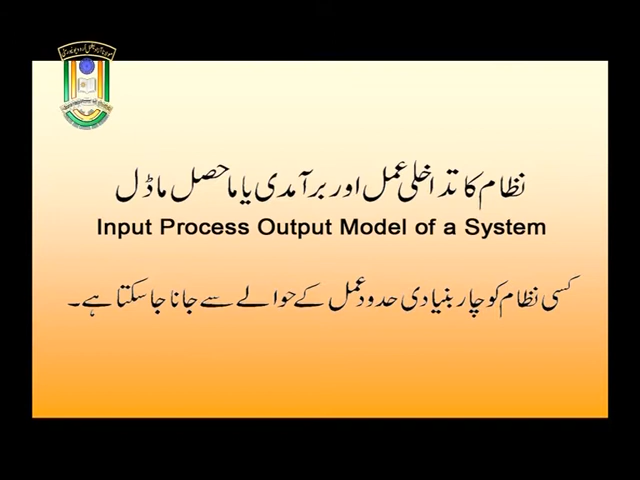 نظام کا تداخلی عمل اور برآمدی یا ماحصل ماڈل
Input Process Output Model of a System
کسی نظام کو چار بنیادی حدود عمل کے حوالے سے جانا جا سکتا ہے۔